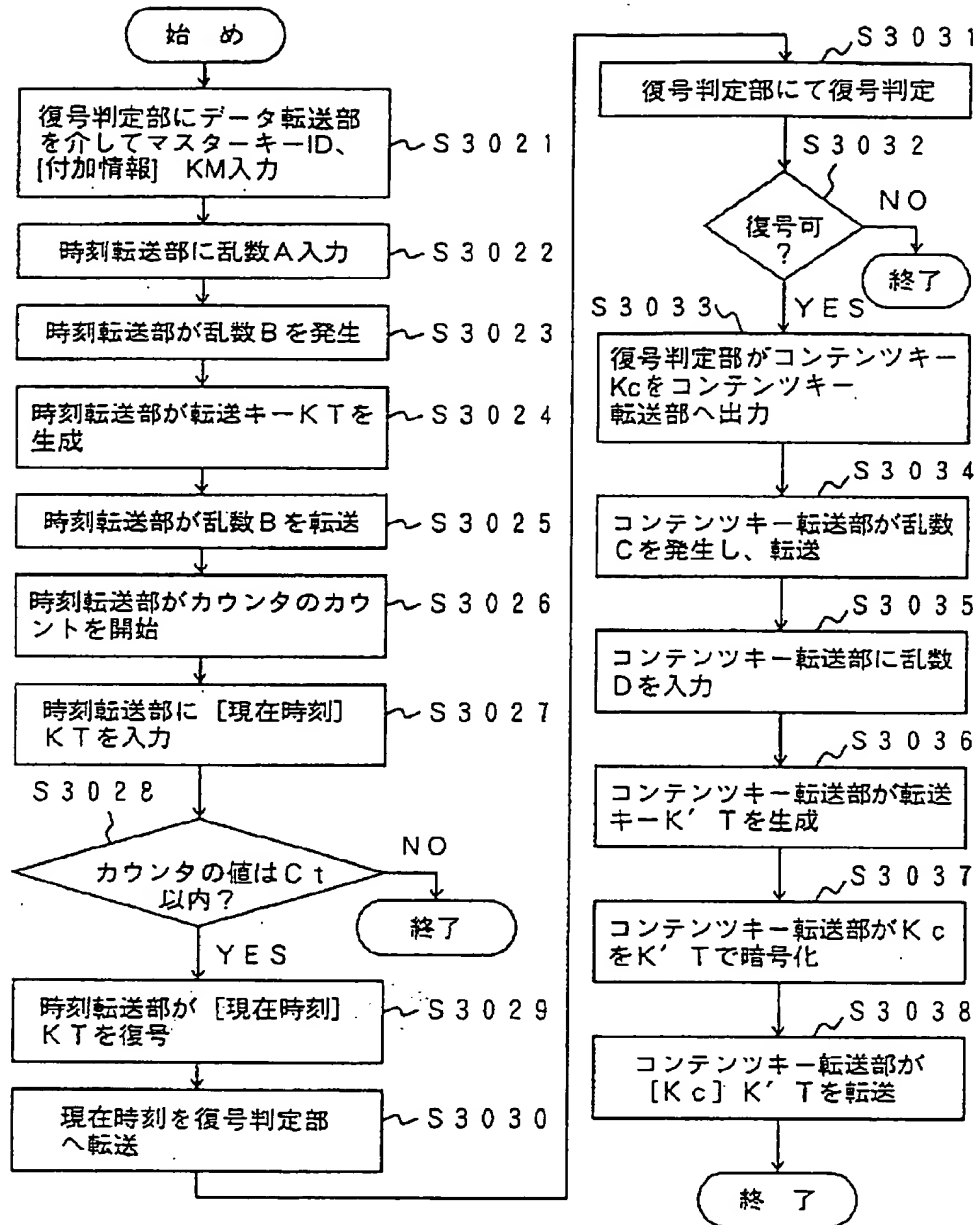 始 め
復号判定部にデータ転送部
を介してマスターキーID、
[付加情報] KM入力
S3021
時刻転送部に乱数A入力
S3022
時刻転送部が乱数Bを発生
S3023
時刻転送部が転送キーKTを
生成
S3024
時刻転送部が乱数Bを転送
S3025
時刻転送部がカウンタのカウ
ントを開始
S3026
時刻転送部に[現在時刻]
KTを入力
S3027
S3028
カウンタの値はCt
以内?
NO
終了
YES
時刻転送部が[現在時刻]
KTを復号
S3029
現在時刻を復号判定部
へ転送
S3030
S3031
復号判定部にて復号判定
S3032
復号可
?
NO
終了
YES
S3033
復号判定部がコンテンツキー
Kcをコンテンツキー
転送部へ出力
S3034
コンテンツキー転送部が乱数
Cを発生し、転送
S3035
コンテンツキー転送部に乱数
Dを入力
S3036
コンテンツキー転送部が転送
キーK′Tを生成
S3037
コンテンツキー転送部がKc
をK′Tで暗号化
S3038
コンテンツキー転送部が
[Kc]K′Tを転送
終 了